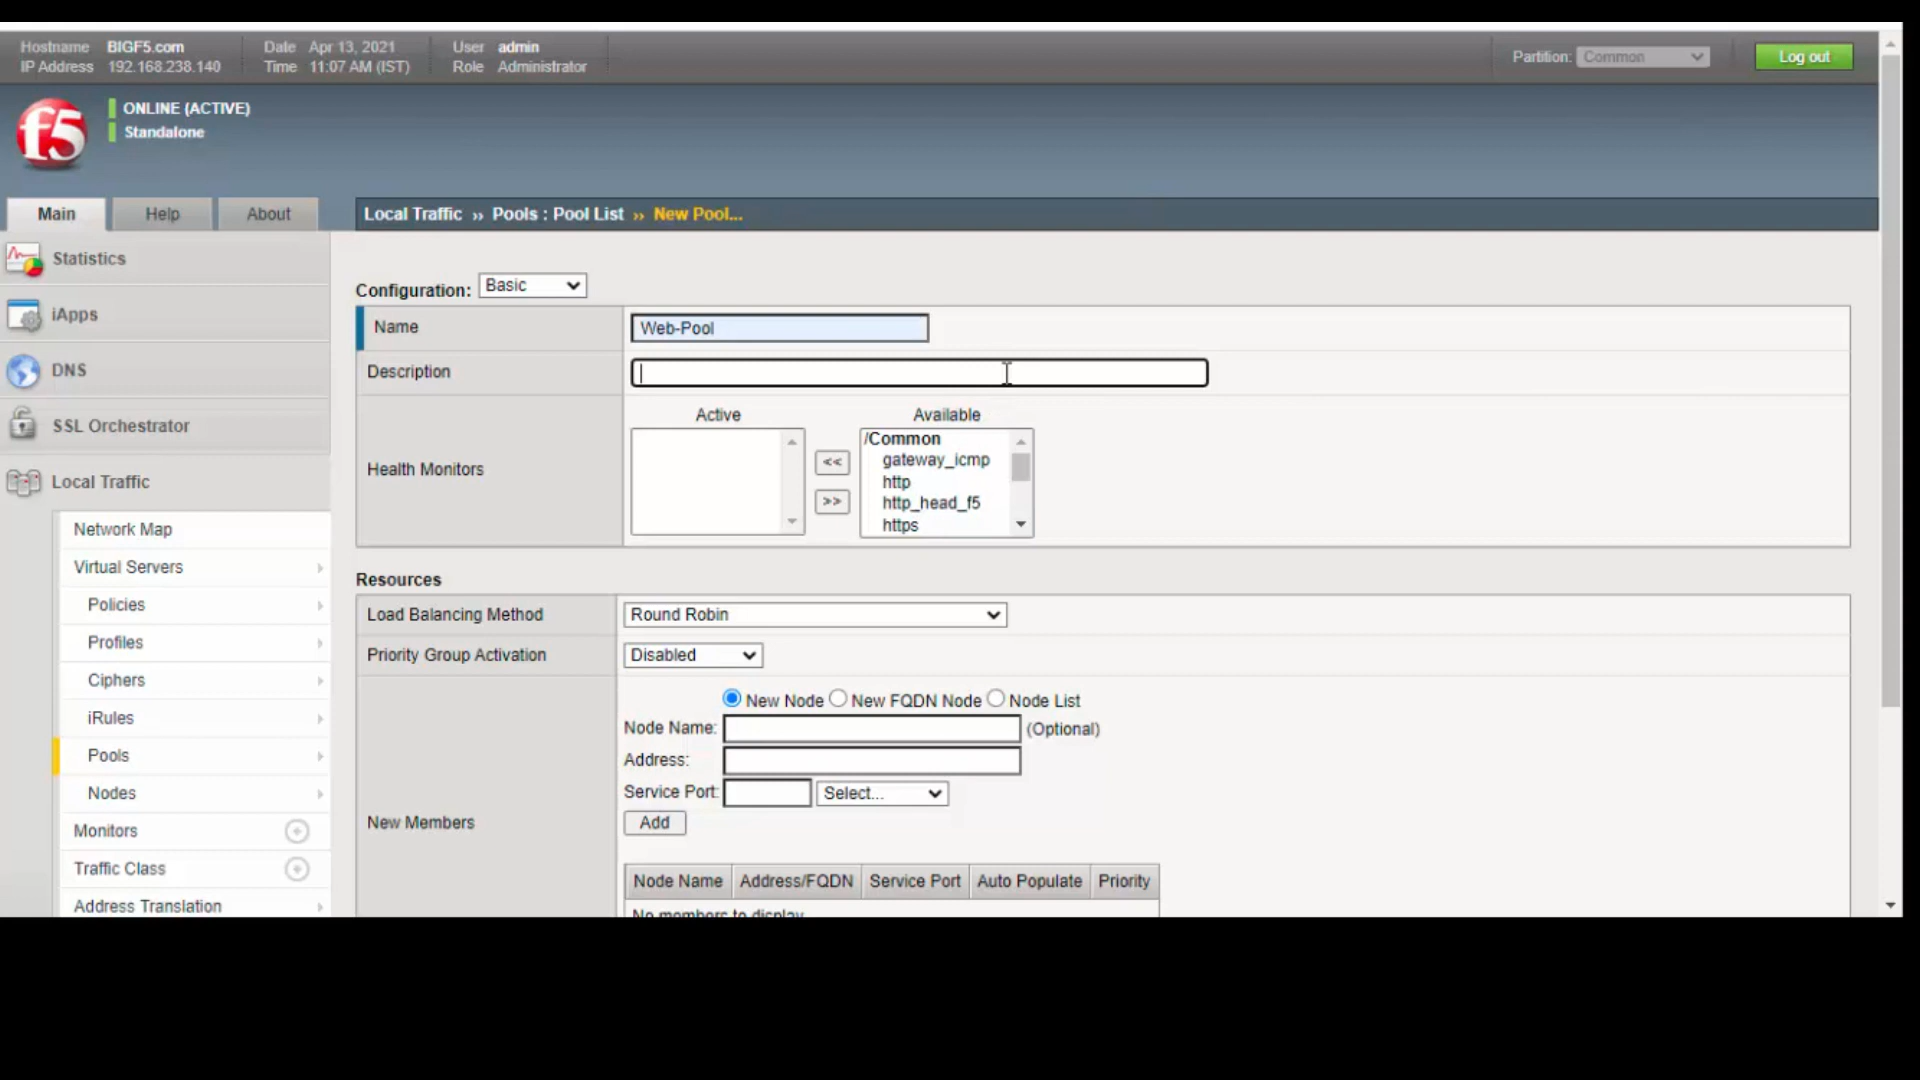 Hostname BIGF5.com Date Apr 13, 2021 User admin
IP Address 192.168.238.140 Time 11:07 AM (IST) Role Administrator
Partition: Common Log out
f5
ONLINE (ACTIVE)
Standalone
Main Help About
Local Traffic ›› Pools : Pool List ›› New Pool...
Statistics
iApps
DNS
SSL Orchestrator
Local Traffic
Network Map
Virtual Servers
Policies
Profiles
Ciphers
iRules
Pools
Nodes
Monitors
Traffic Class
Address Translation
Configuration: Basic
Name Web-Pool
Description
Health Monitors
Active Available
/Common
gateway_icmp
<< http
>> http_head_f5
https
Resources
Load Balancing Method Round Robin
Priority Group Activation Disabled
New Members
New Node New FQDN Node Node List
Node Name: (Optional)
Address:
Service Port: Select...
Add
Node Name Address/FQDN Service Port Auto Populate Priority
No members to display